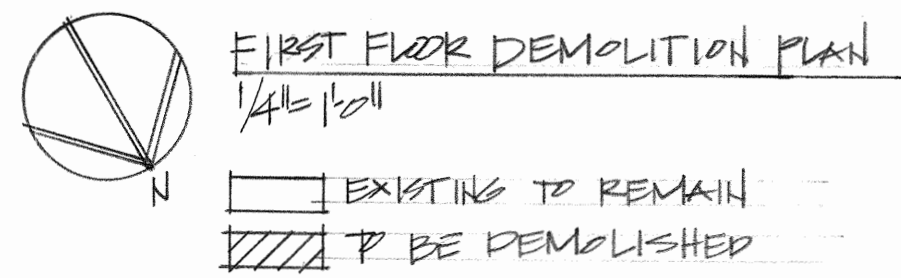 FIRST FLOOR DEMOLITION PLAN
1/4"=1'-0"
N
EXISTING TO REMAIN
TO BE DEMOLISHED